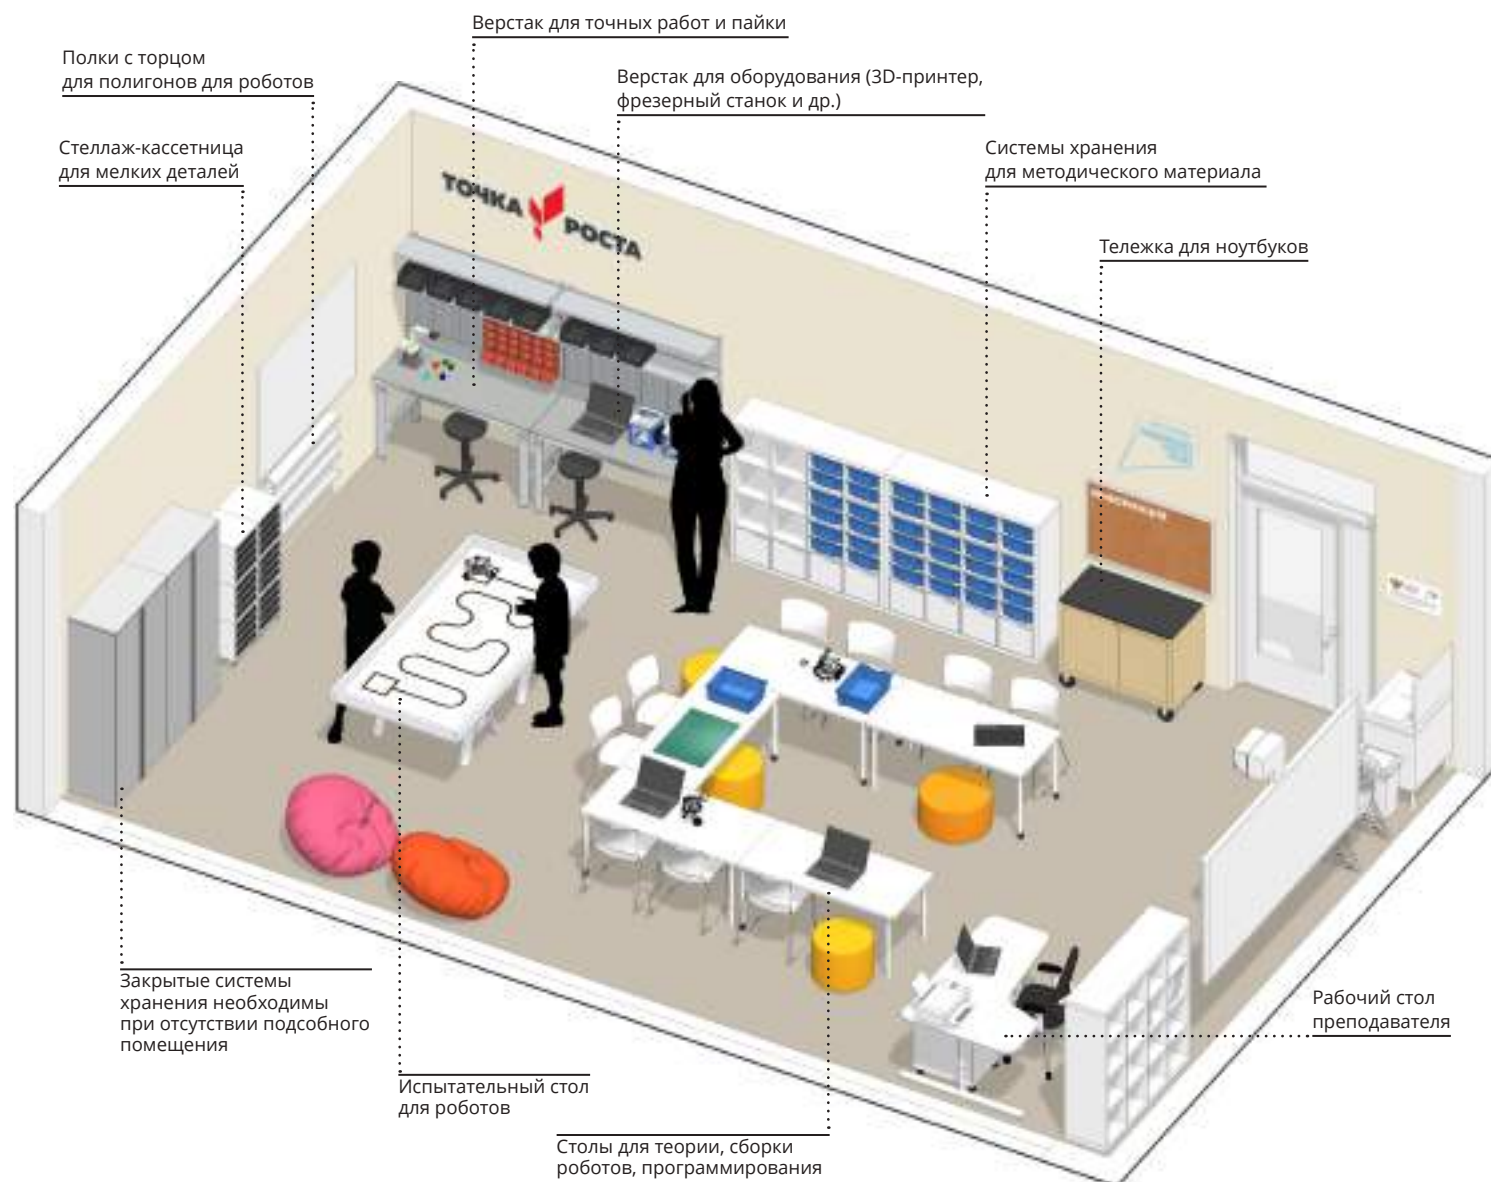 Верстак для точных работ и пайки
Полки с торцом
для полигонов для роботов
Верстак для оборудования (3D-принтер,
фрезерный станок и др.)
Стеллаж-кассетница
для мелких деталей
Системы хранения
для методического материала
ТОЧКА
РОСТА
Тележка для ноутбуков
Закрытые системы
хранения необходимы
при отсутствии подсобного
помещения
Рабочий стол
преподавателя
Испытательный стол
для роботов
Столы для теории, сборки
роботов, программирования